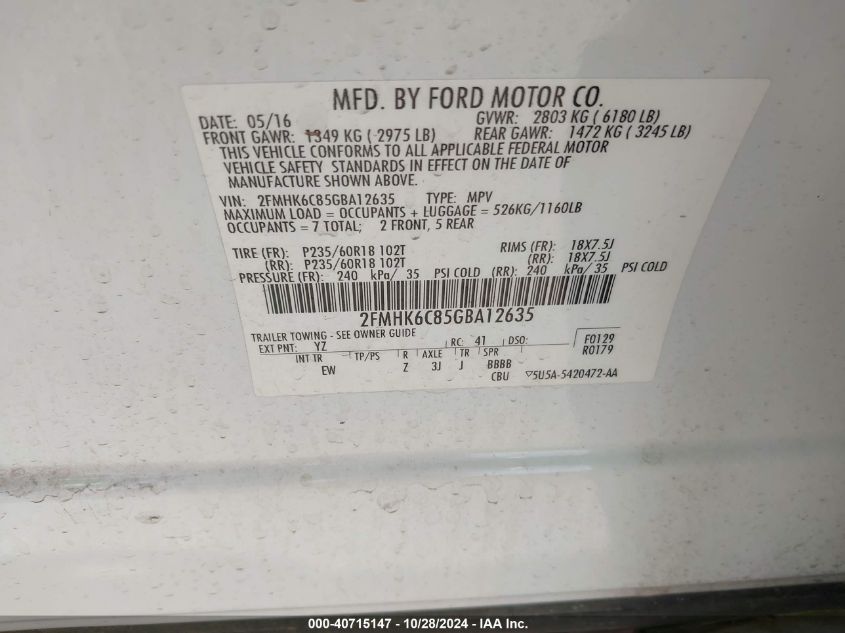 MFD. BY FORD MOTOR CO.
DATE: 05/16 GVWR: 2803 KG ( 6180 LB)
FRONT GAWR: 1349 KG ( 2975 LB) REAR GAWR: 1472 KG ( 3245 LB)
THIS VEHICLE CONFORMS TO ALL APPLICABLE FEDERAL MOTOR
VEHICLE SAFETY STANDARDS IN EFFECT ON THE DATE OF
MANUFACTURE SHOWN ABOVE.
VIN: 2FMHK6C85GBA12635 TYPE: MPV
MAXIMUM LOAD = OCCUPANTS + LUGGAGE = 526KG/1160LB
OCCUPANTS = 7 TOTAL; 2 FRONT, 5 REAR
TIRE (FR): P235/60R18 102T RIMS (FR): 18X7.5J
(RR): P235/60R18 102T (RR): 18X7.5J
PRESSURE (FR): 240 kPa/ 35 PSI COLD (RR): 240 kPa/ 35 PSI COLD
2FMHK6C85GBA12635
TRAILER TOWING - SEE OWNER GUIDE
EXT PNT: YZ RC: 41 DSO: F0129
R0179
INT TR TP/PS R AXLE TR SPR
EW Z 3J J BBBB
CBU 5U5A-5420472-AA
000-40715147 | 10/28/2024 | - IAA Inc.